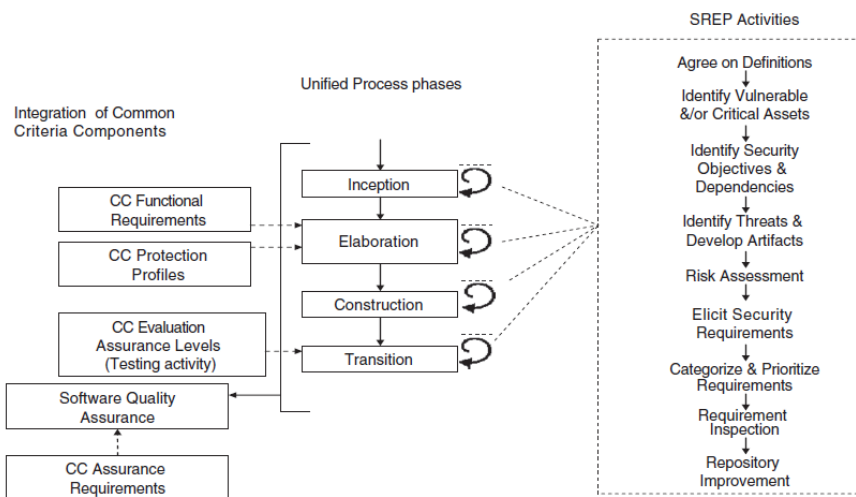 SREP Activities
Unified Process phases
Integration of Common
Criteria Components
Agree on Definitions
Identify Vulnerable
&/or Critical Assets
Identify Security
Objectives &
Dependencies
Identify Threats &
Develop Artifacts
Risk Assessment
Elicit Security
Requirements
Categorize & Prioritize
Requirements
Requirement
Inspection
Repository
Improvement
Inception
Elaboration
Construction
Transition
CC Functional
Requirements
CC Protection
Profiles
CC Evaluation
Assurance Levels
(Testing activity)
Software Quality
Assurance
CC Assurance
Requirements